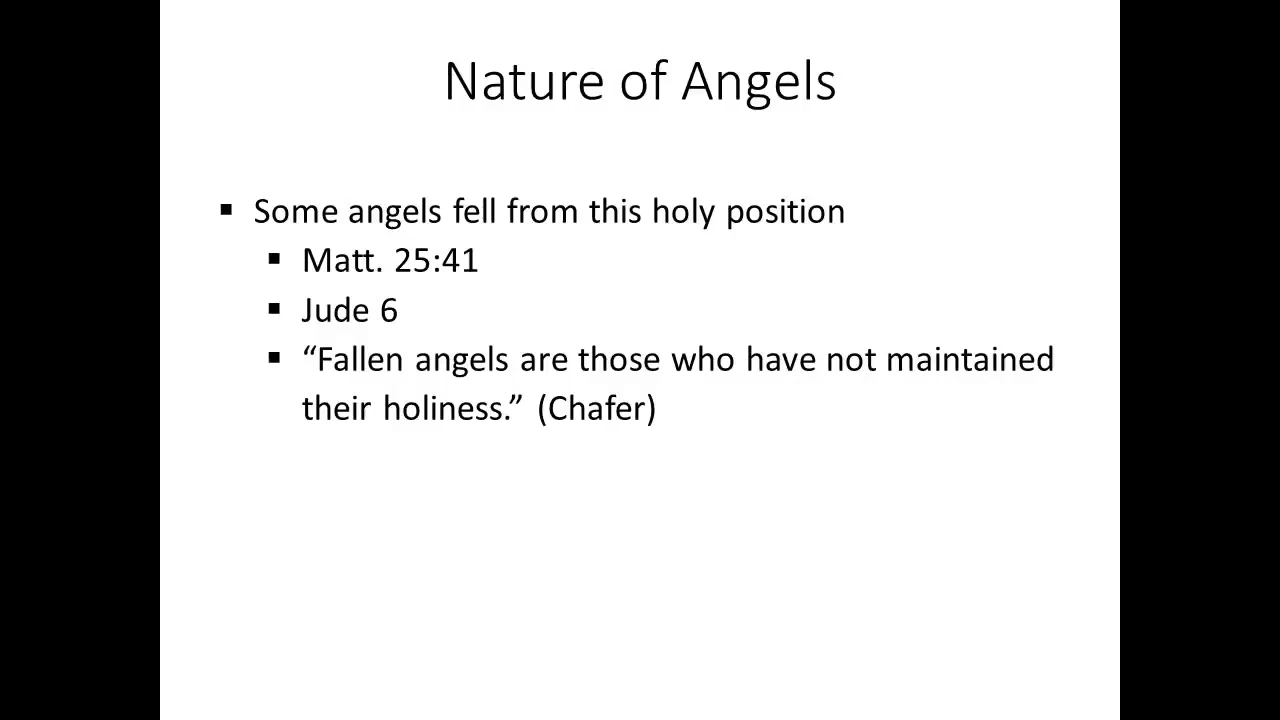 Nature of Angels
▪ Some angels fell from this holy position
▪ Matt. 25:41
▪ Jude 6
▪ “Fallen angels are those who have not maintained
their holiness.” (Chafer)